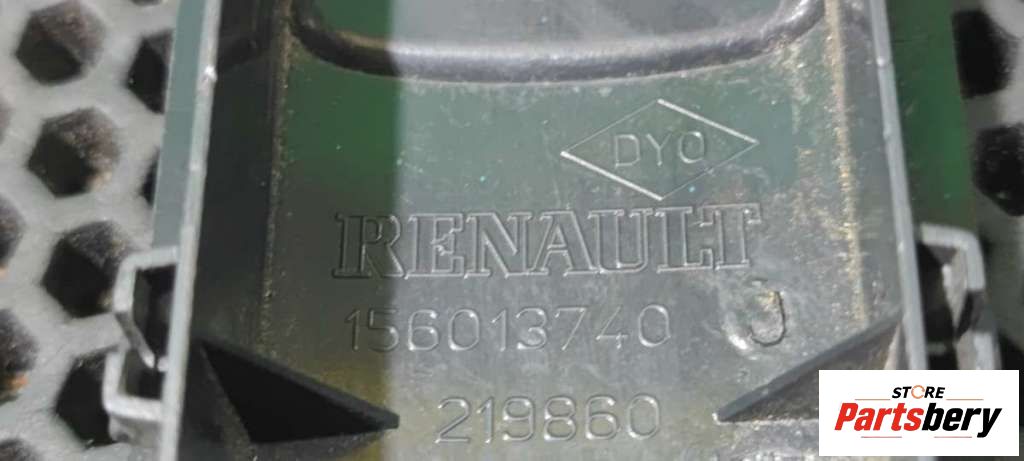 DYO
RENAULT
156013740 J
219860
STORE
Partsbery